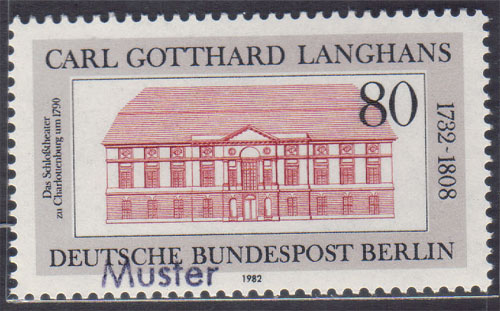 CARL GOTTHARD LANGHANS
80
1732-1808
Das Schloßtheater
zu Charlottenburg um 1790
DEUTSCHE BUNDESPOST BERLIN
Muster
1982